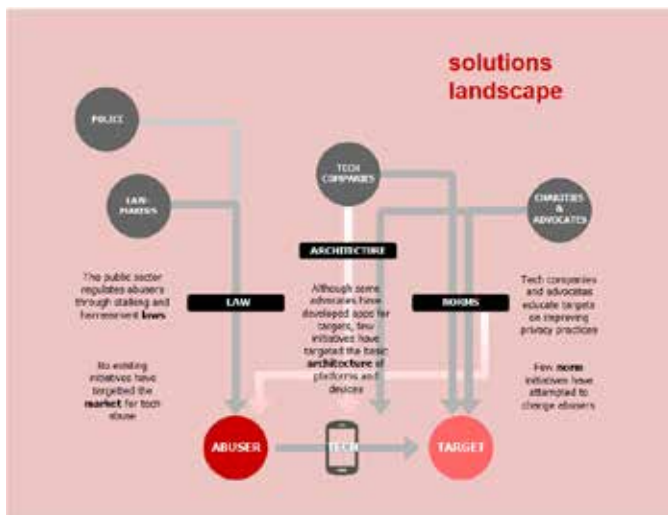 solutions
landscape
POLICE
LAW-
MAKERS
TECH
COMPANIES
CHARITIES
&
ADVOCATES
ARCHITECTURE
LAW
NORMS
The public sector
regulates abusers
through stalking and
harassment laws
No existing
initiatives have
targetted the
market for tech
abuse
Although some
advocates have
developed apps for
targets, few
initiatives have
targeted the basic
architecture of
platforms and
devices
Tech companies
and advocates
educate targets
on improving
privacy practices
Few norm
initiatives have
attempted to
change abusers
ABUSER
TECH
TARGET